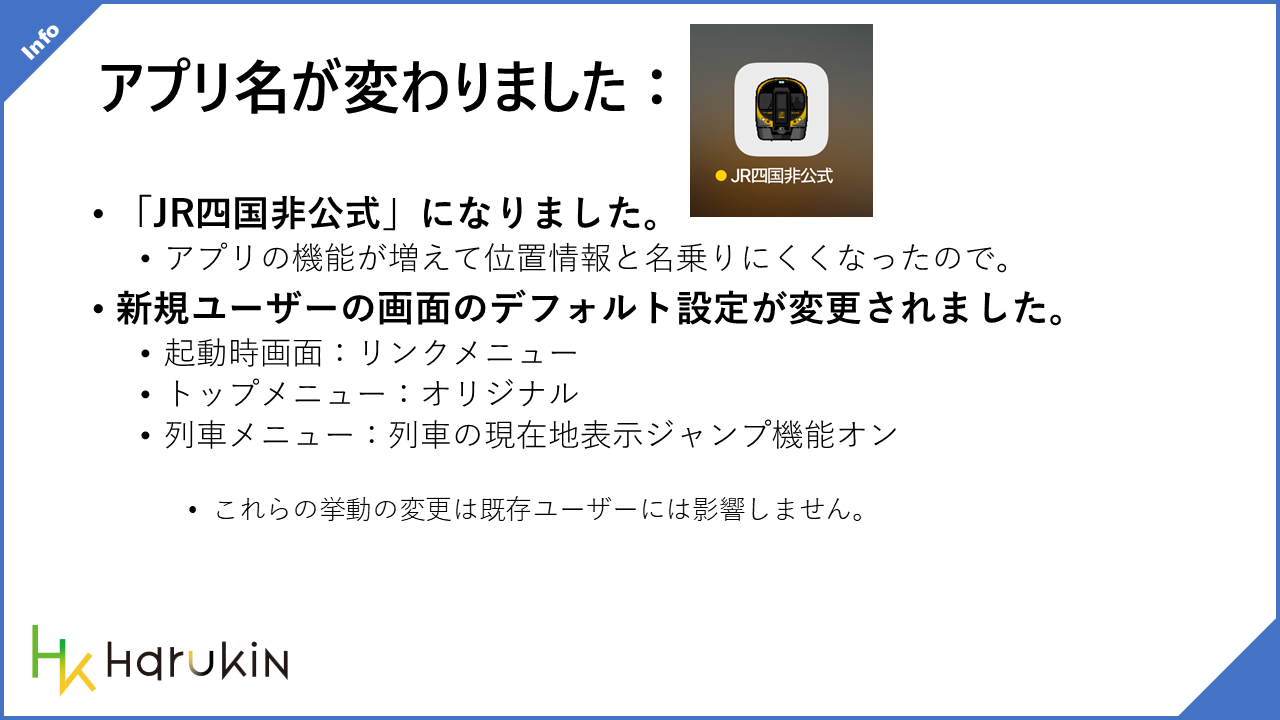 Info
アプリ名が変わりました：
JR四国非公式
• 「JR四国非公式」になりました。
• アプリの機能が増えて位置情報と名乗りにくくなったので。
• 新規ユーザーの画面のデフォルト設定が変更されました。
• 起動時画面：リンクメニュー
• トップメニュー：オリジナル
• 列車メニュー：列車の現在地表示ジャンプ機能オン
• これらの挙動の変更は既存ユーザーには影響しません。
HK HarukiN